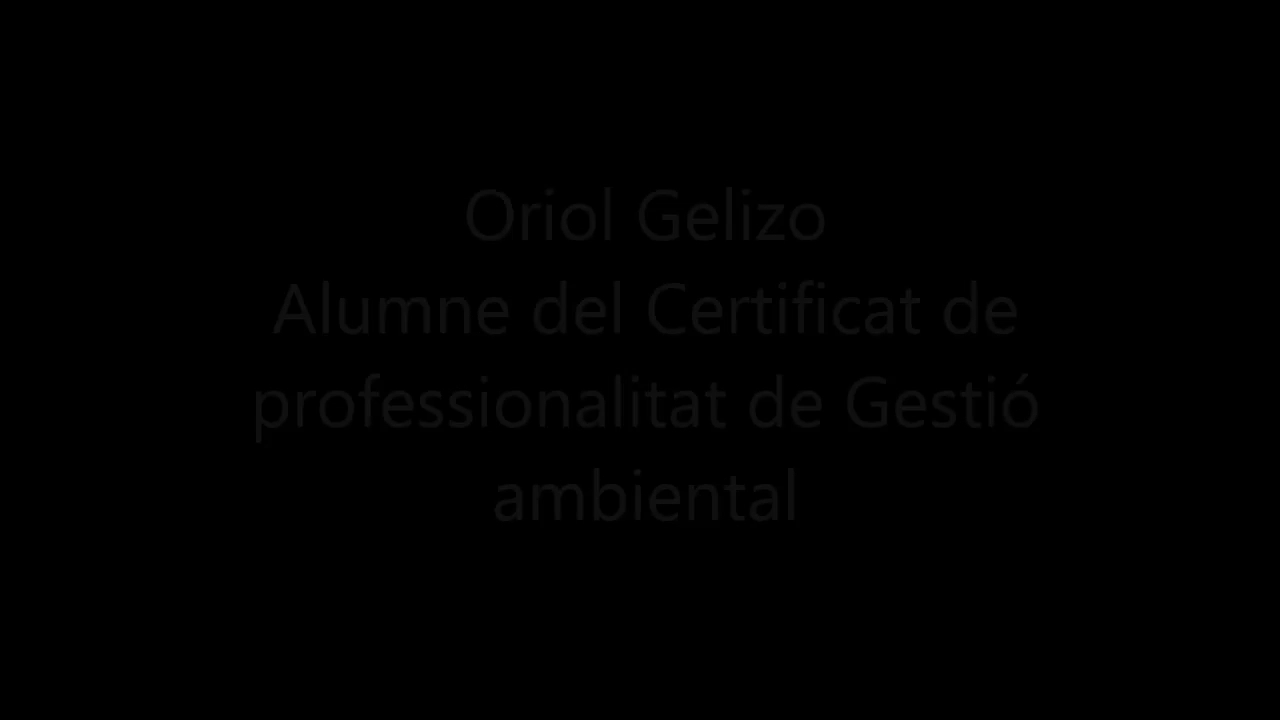 Oriol Gelizo
Alumne del Certificat de
professionalitat de Gestió
ambiental